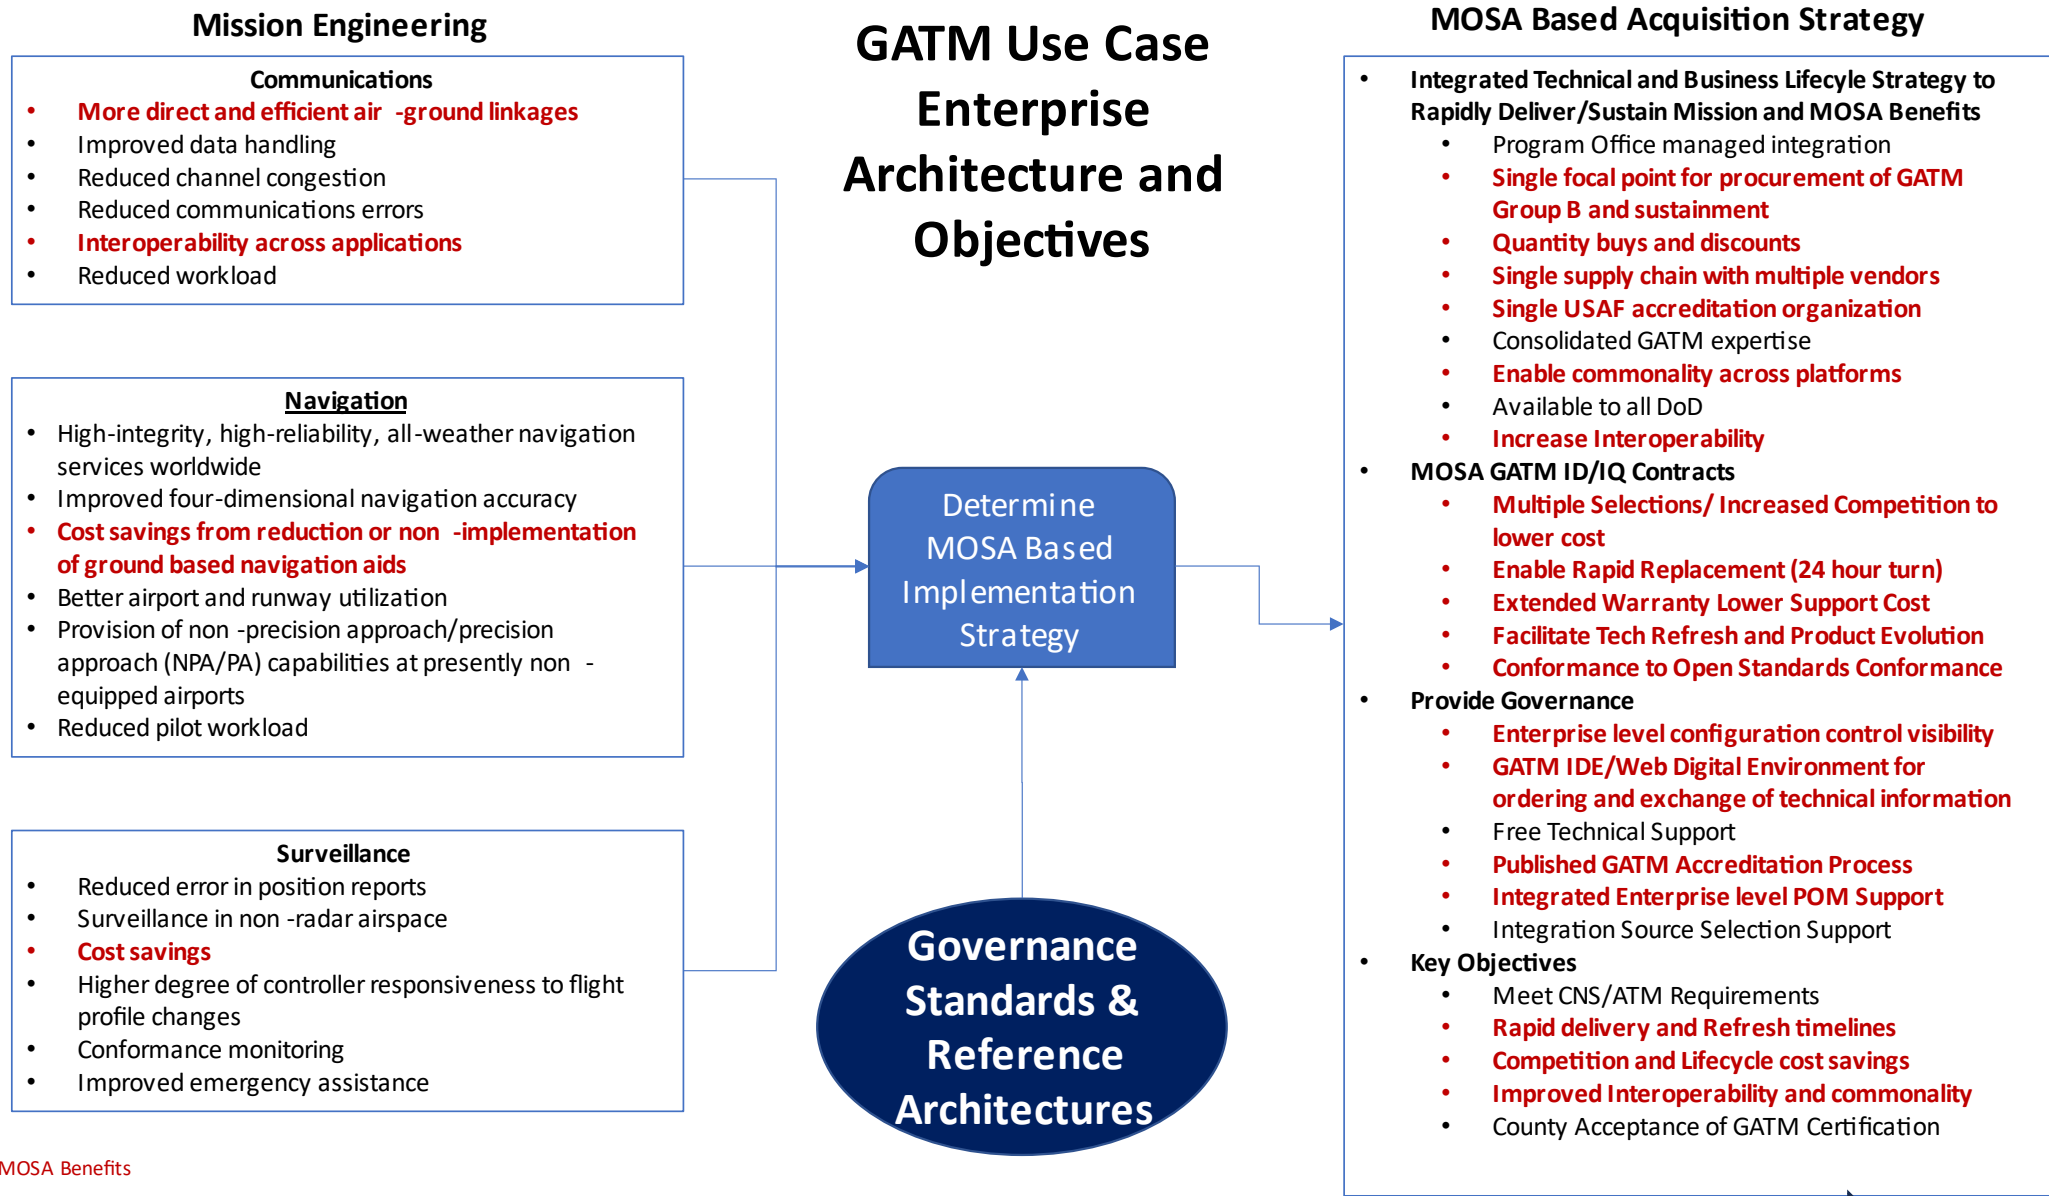 Mission Engineering
Communications
• More direct and efficient air -ground linkages
• Improved data handling
• Reduced channel congestion
• Reduced communications errors
• Interoperability across applications
• Reduced workload
Navigation
• High-integrity, high-reliability, all-weather navigation
services worldwide
• Improved four-dimensional navigation accuracy
• Cost savings from reduction or non -implementation
of ground based navigation aids
• Better airport and runway utilization
• Provision of non -precision approach/precision
approach (NPA/PA) capabilities at presently non -
equipped airports
• Reduced pilot workload
Surveillance
• Reduced error in position reports
• Surveillance in non -radar airspace
• Cost savings
• Higher degree of controller responsiveness to flight
profile changes
• Conformance monitoring
• Improved emergency assistance
MOSA Benefits
GATM Use Case
Enterprise
Architecture and
Objectives
Determine
MOSA Based
Implementation
Strategy
Governance
Standards &
Reference
Architectures
MOSA Based Acquisition Strategy
• Integrated Technical and Business Lifecyle Strategy to
Rapidly Deliver/Sustain Mission and MOSA Benefits
• Program Office managed integration
• Single focal point for procurement of GATM
Group B and sustainment
• Quantity buys and discounts
• Single supply chain with multiple vendors
• Single USAF accreditation organization
• Consolidated GATM expertise
• Enable commonality across platforms
• Available to all DoD
• Increase Interoperability
• MOSA GATM ID/IQ Contracts
• Multiple Selections/ Increased Competition to
lower cost
• Enable Rapid Replacement (24 hour turn)
• Extended Warranty Lower Support Cost
• Facilitate Tech Refresh and Product Evolution
• Conformance to Open Standards Conformance
• Provide Governance
• Enterprise level configuration control visibility
• GATM IDE/Web Digital Environment for
ordering and exchange of technical information
• Free Technical Support
• Published GATM Accreditation Process
• Integrated Enterprise level POM Support
• Integration Source Selection Support
• Key Objectives
• Meet CNS/ATM Requirements
• Rapid delivery and Refresh timelines
• Competition and Lifecycle cost savings
• Improved Interoperability and commonality
• County Acceptance of GATM Certification